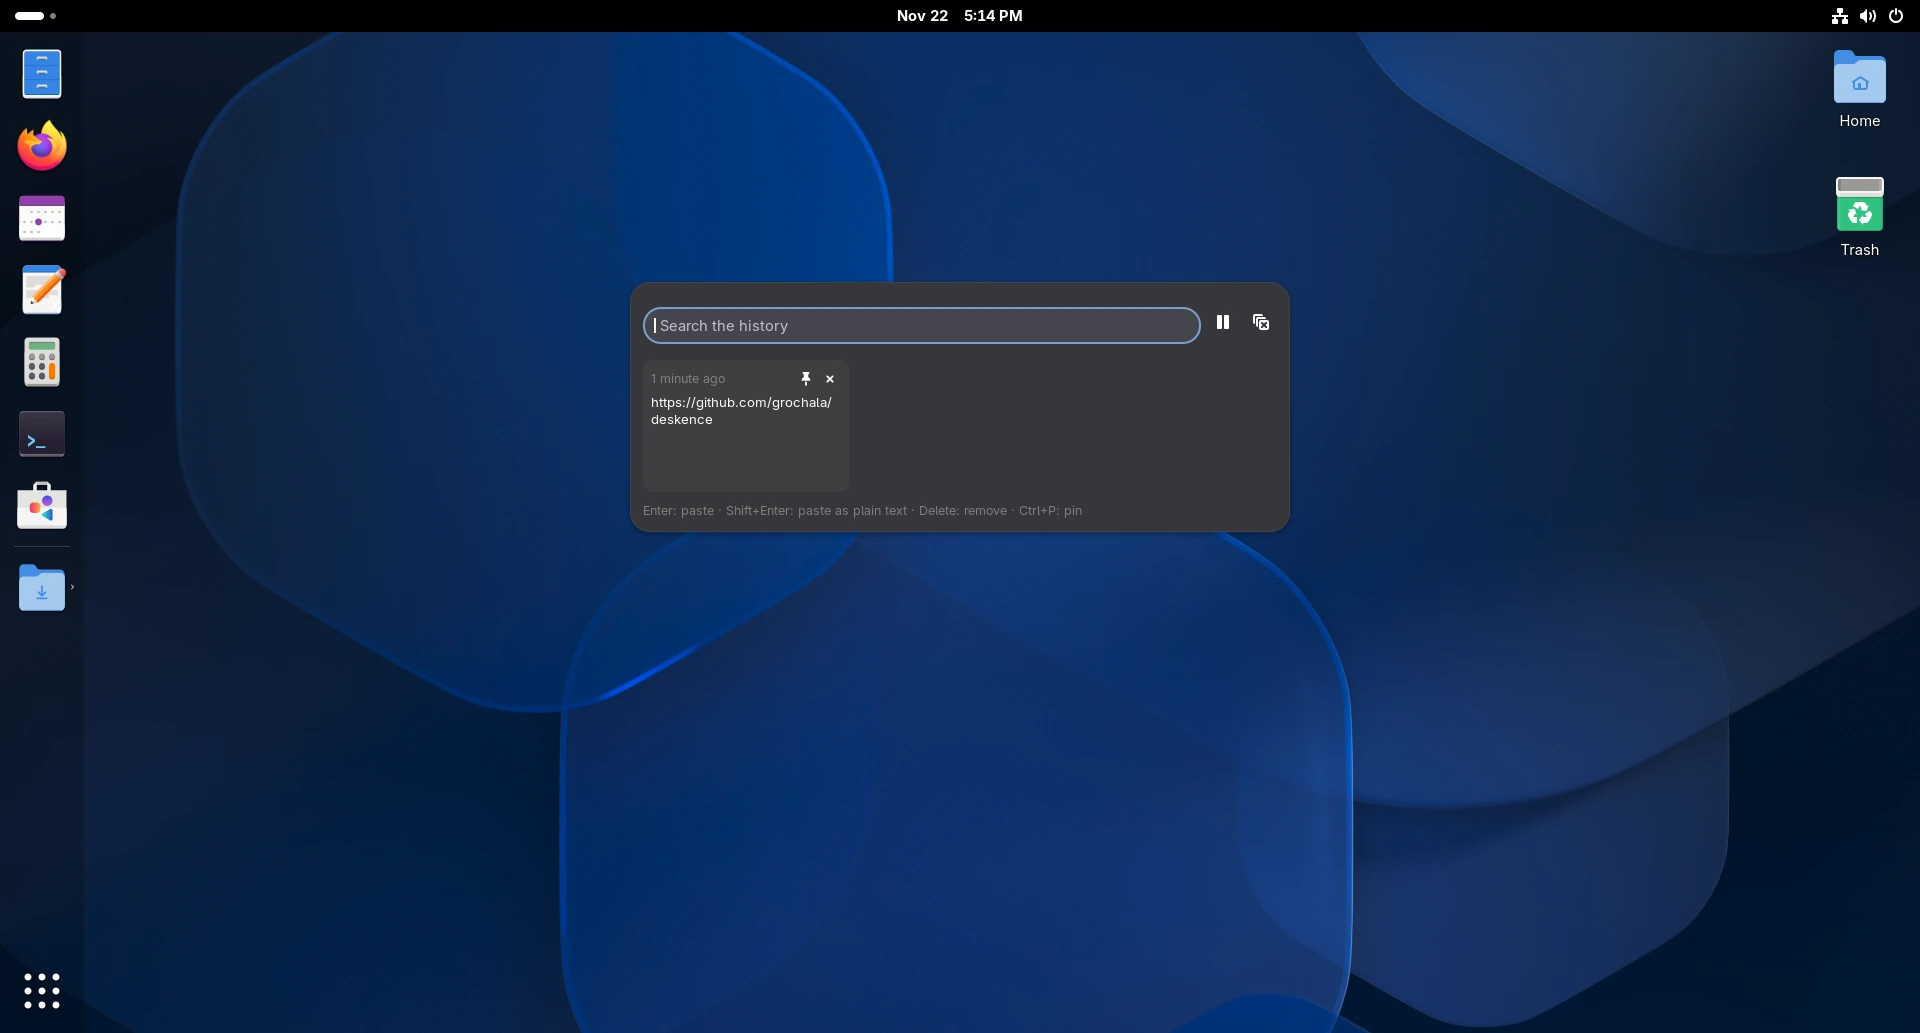 Nov 22 5:14 PM
Home
Trash
Search the history
1 minute ago
https://github.com/grochala/
deskence
Enter: paste · Shift+Enter: paste as plain text · Delete: remove · Ctrl+P: pin